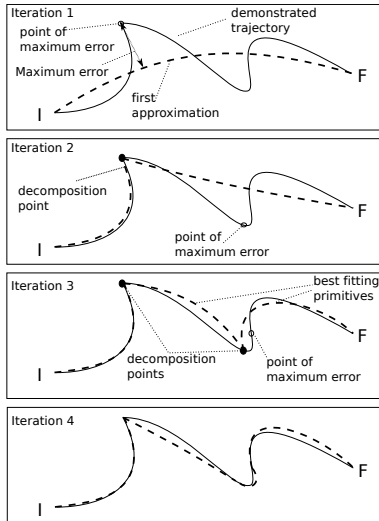 Iteration 1
point of
maximum error
demonstrated
trajectory
Maximum error
first
approximation
I
F
Iteration 2
decomposition
point
point of
maximum error
I
F
Iteration 3
best fitting
primitives
decomposition
points
point of
maximum error
I
F
Iteration 4
I
F